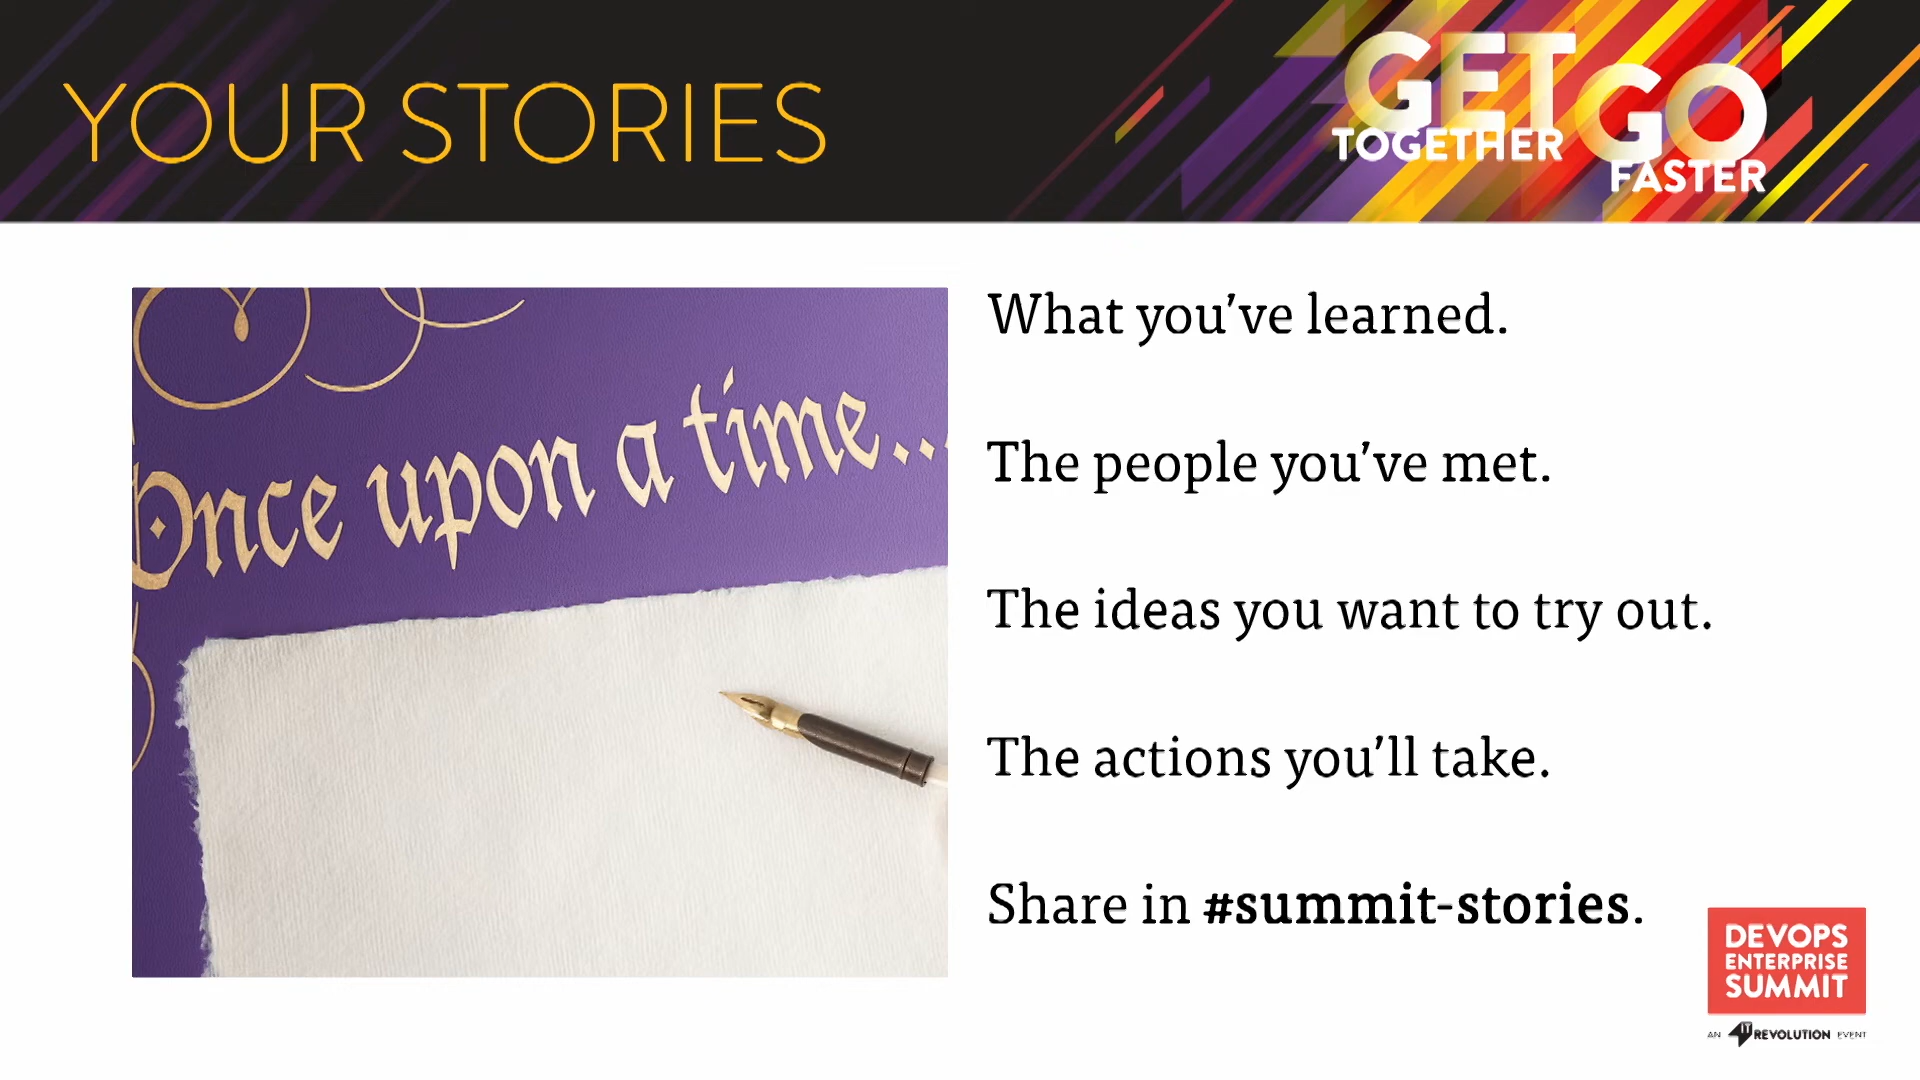 YOUR STORIES
GET
TOGETHER
GO
FASTER
Once upon a time...
What you've learned.
The people you've met.
The ideas you want to try out.
The actions you'll take.
Share in #summit-stories.
DEVOPS
ENTERPRISE
SUMMIT
AN IT REVOLUTION EVENT